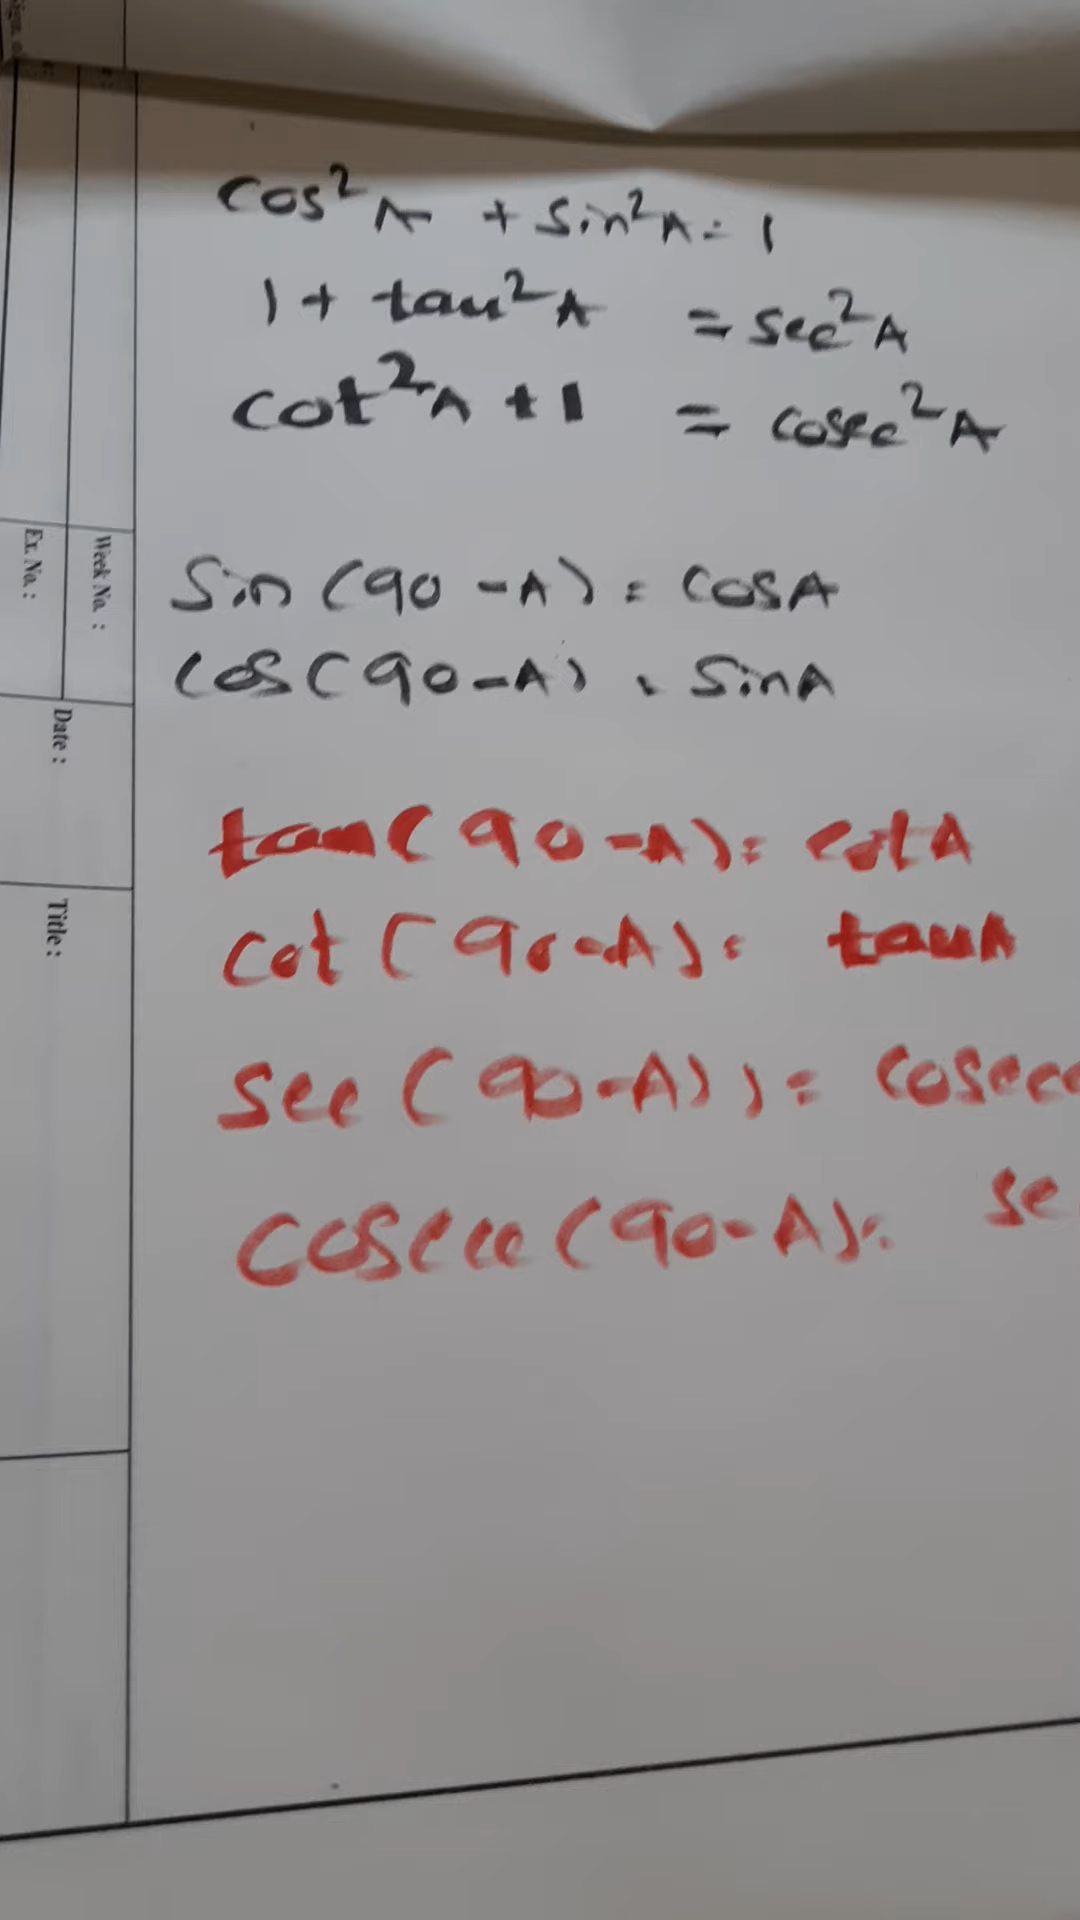 cos²A + sin²A = 1
1 + tan²A = sec²A
cot²A + 1 = cosec²A
Sin (90 - A) = cosA
cos (90 - A) = sinA
tan (90 - A) = cotA
cot (90 - A) = tanA
sec (90 - A)) = cosec
cosec (90 - A) = se
Week No. :
Ex. No. :
Date :
Title :